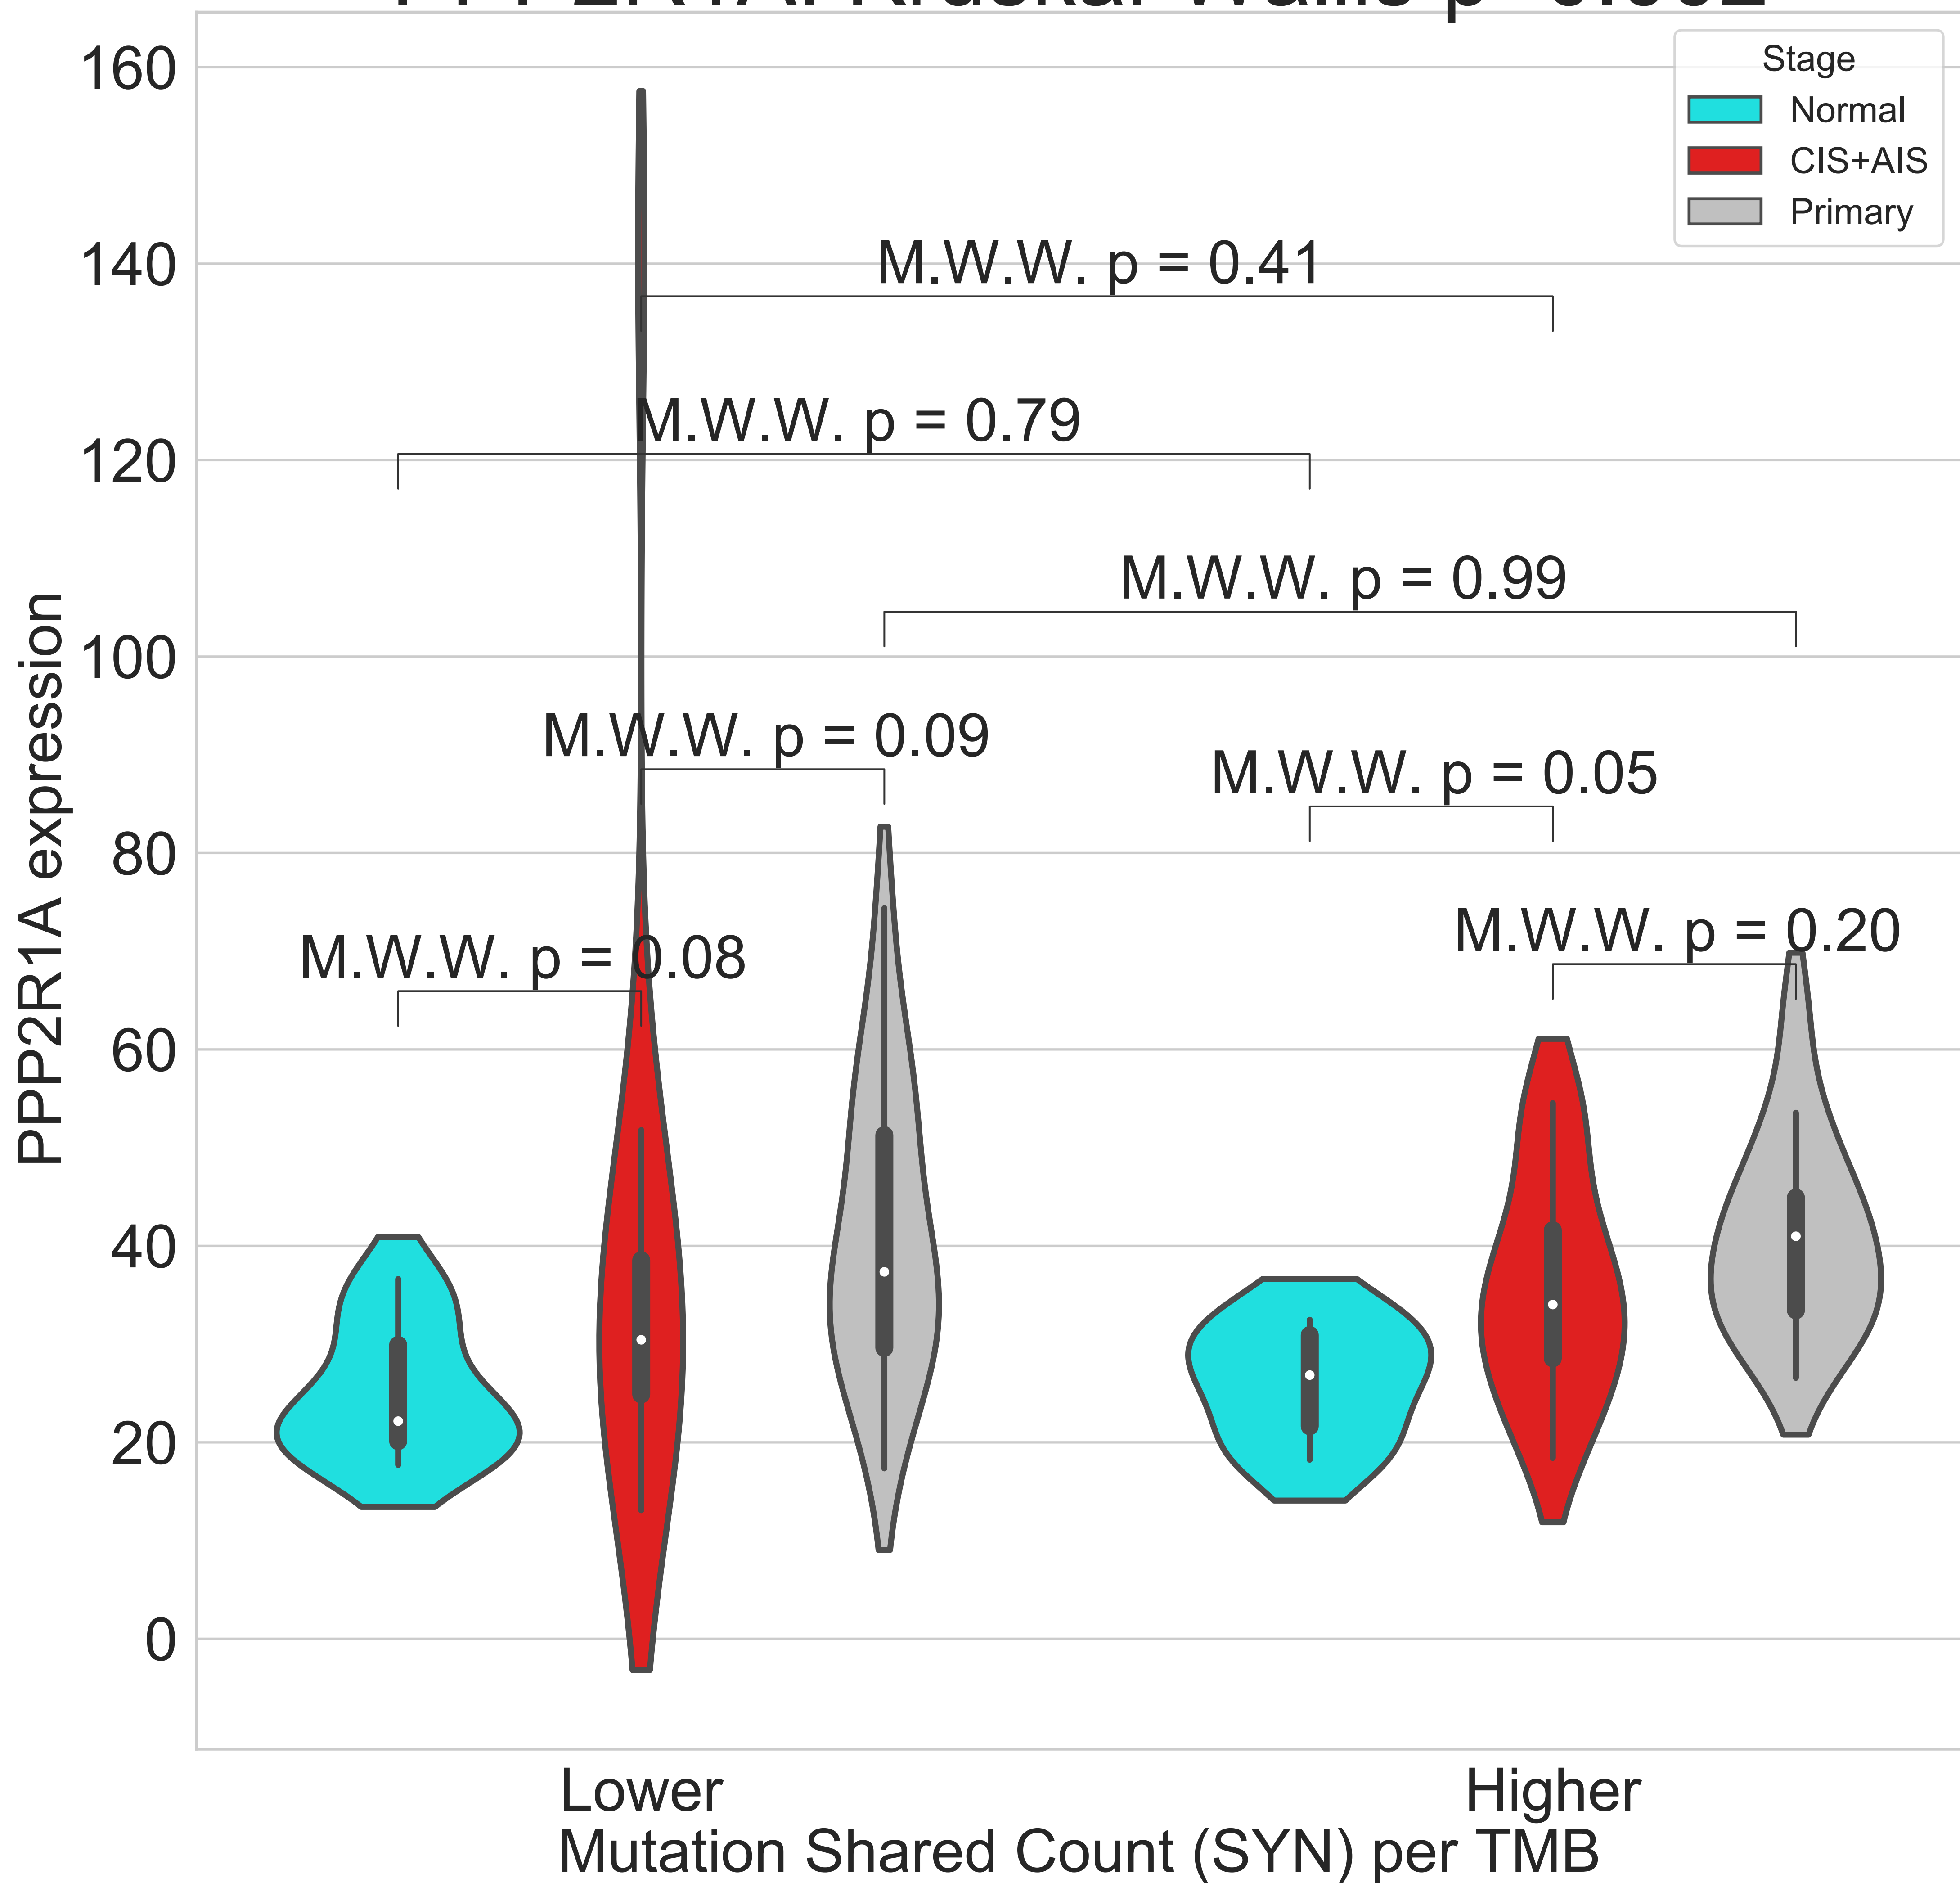 160
140
120
100
80
60
40
20
0
PPP2R1A expression
Stage
Normal
CIS+AIS
Primary
M.W.W. p = 0.41
M.W.W. p = 0.79
M.W.W. p = 0.99
M.W.W. p = 0.09
M.W.W. p = 0.05
M.W.W. p = 0.08
M.W.W. p = 0.20
Lower
Higher
Mutation Shared Count (SYN) per TMB